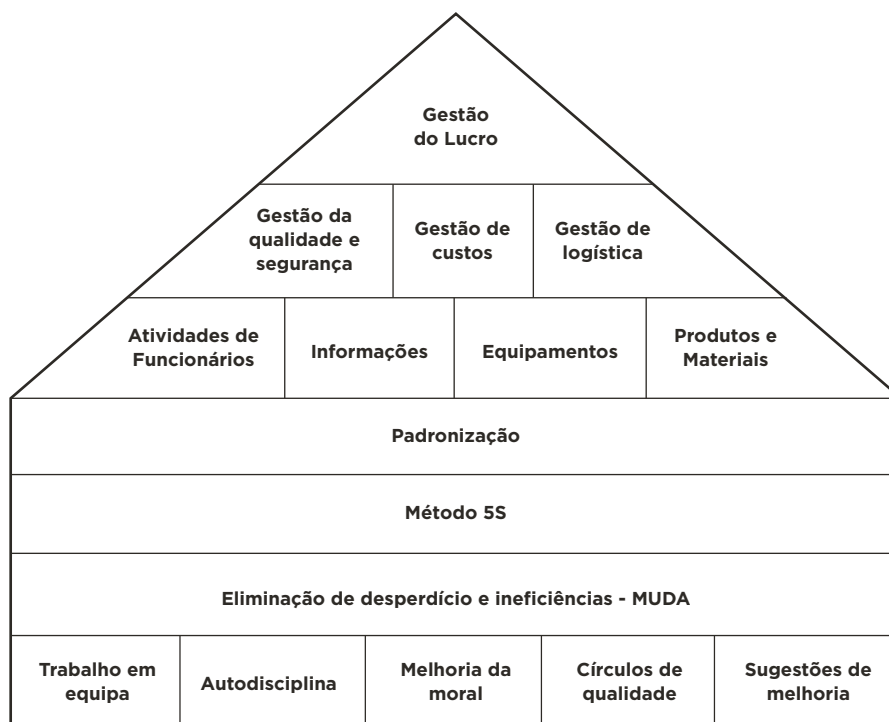 Gestão
do Lucro
Gestão da
qualidade e
segurança
Gestão de
custos
Gestão de
logística
Atividades de
Funcionários
Informações
Equipamentos
Produtos e
Materiais
Padronização
Método 5S
Eliminação de desperdício e ineficiências - MUDA
Trabalho em
equipa
Autodisciplina
Melhoria da
moral
Círculos de
qualidade
Sugestões de
melhoria